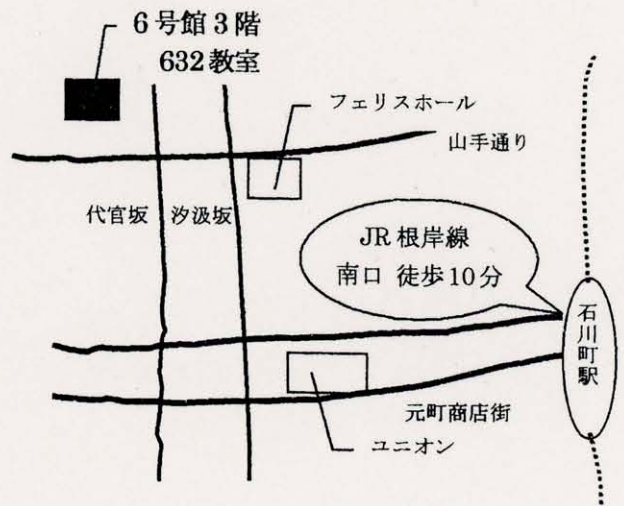 6号館3階
632教室
フェリスホール
山手通り
代官坂
汐汲坂
JR根岸線
南口 徒歩10分
石川町駅
元町商店街
ユニオン